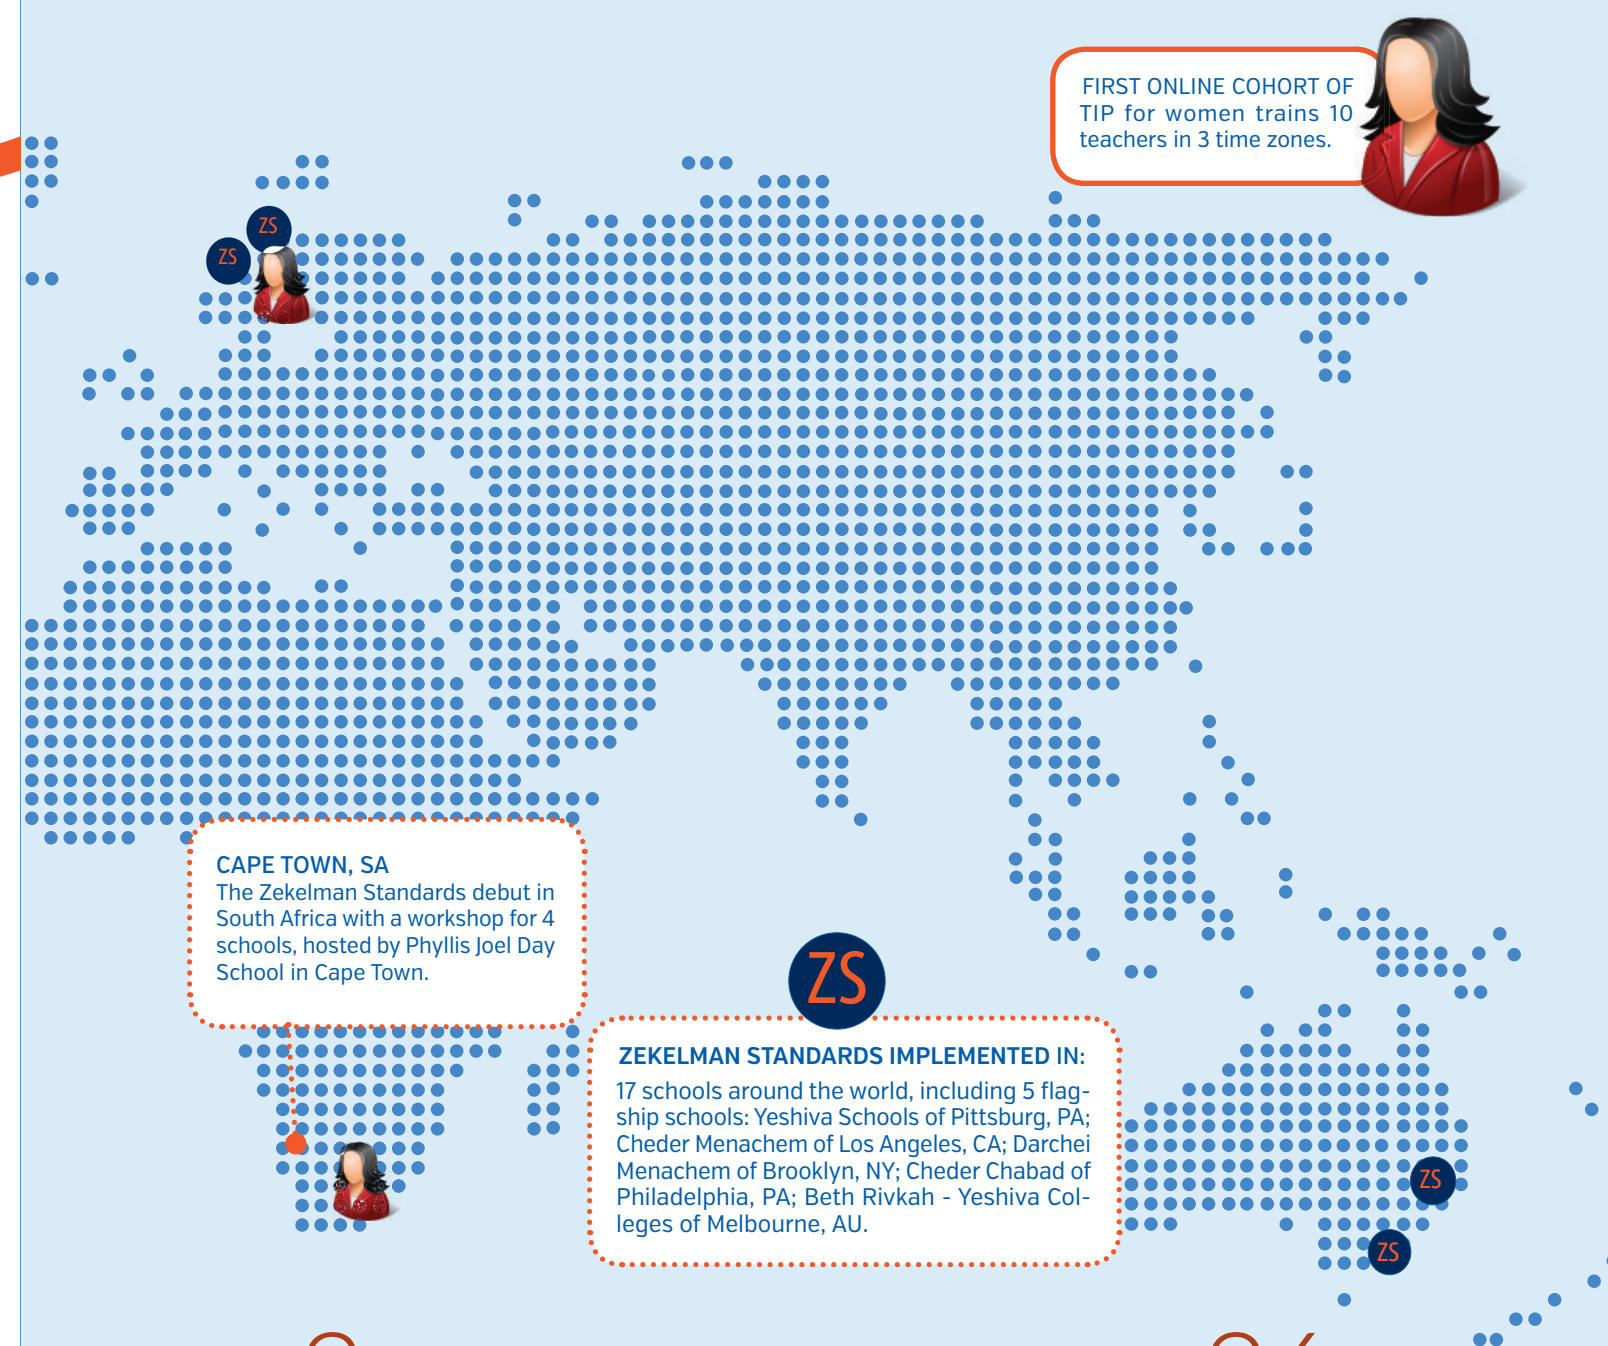 FIRST ONLINE COHORT OF
TIP for women trains 10
teachers in 3 time zones.
ZS
ZS
CAPE TOWN, SA
The Zekelman Standards debut in
South Africa with a workshop for 4
schools, hosted by Phyllis Joel Day
School in Cape Town.
ZS
ZEKELMAN STANDARDS IMPLEMENTED IN:
17 schools around the world, including 5 flag-
ship schools: Yeshiva Schools of Pittsburg, PA;
Cheder Menachem of Los Angeles, CA; Darchei
Menachem of Brooklyn, NY; Cheder Chabad of
Philadelphia, PA; Beth Rivkah - Yeshiva Col-
leges of Melbourne, AU.
ZS
ZS